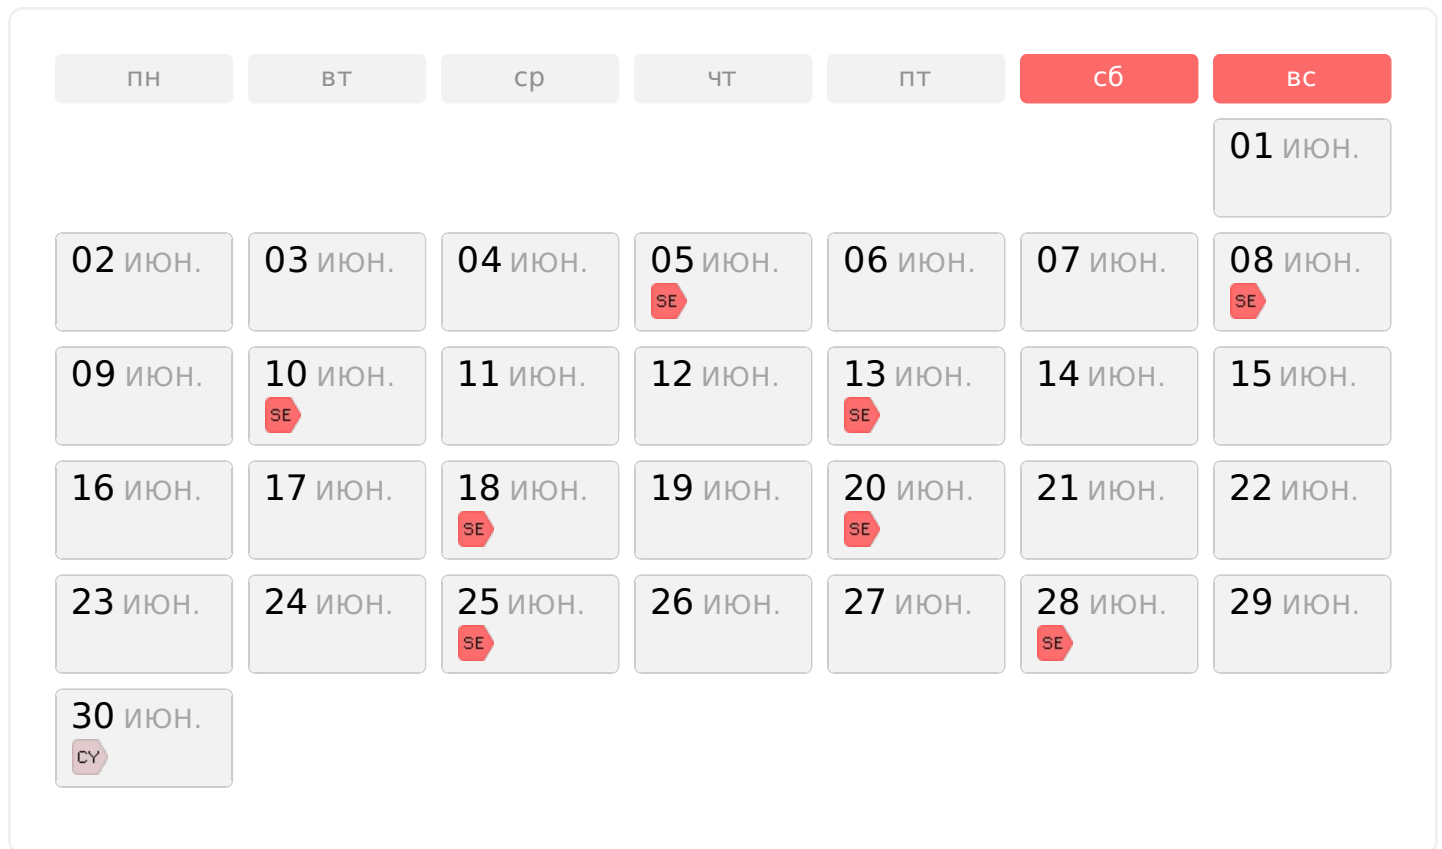 пн вт ср чт пт сб вс
01 июн.
02 июн. 03 июн. 04 июн. 05 июн. 06 июн. 07 июн. 08 июн.
SE SE
09 июн. 10 июн. 11 июн. 12 июн. 13 июн. 14 июн. 15 июн.
SE SE
16 июн. 17 июн. 18 июн. 19 июн. 20 июн. 21 июн. 22 июн.
SE SE
23 июн. 24 июн. 25 июн. 26 июн. 27 июн. 28 июн. 29 июн.
SE SE
30 июн.
CY